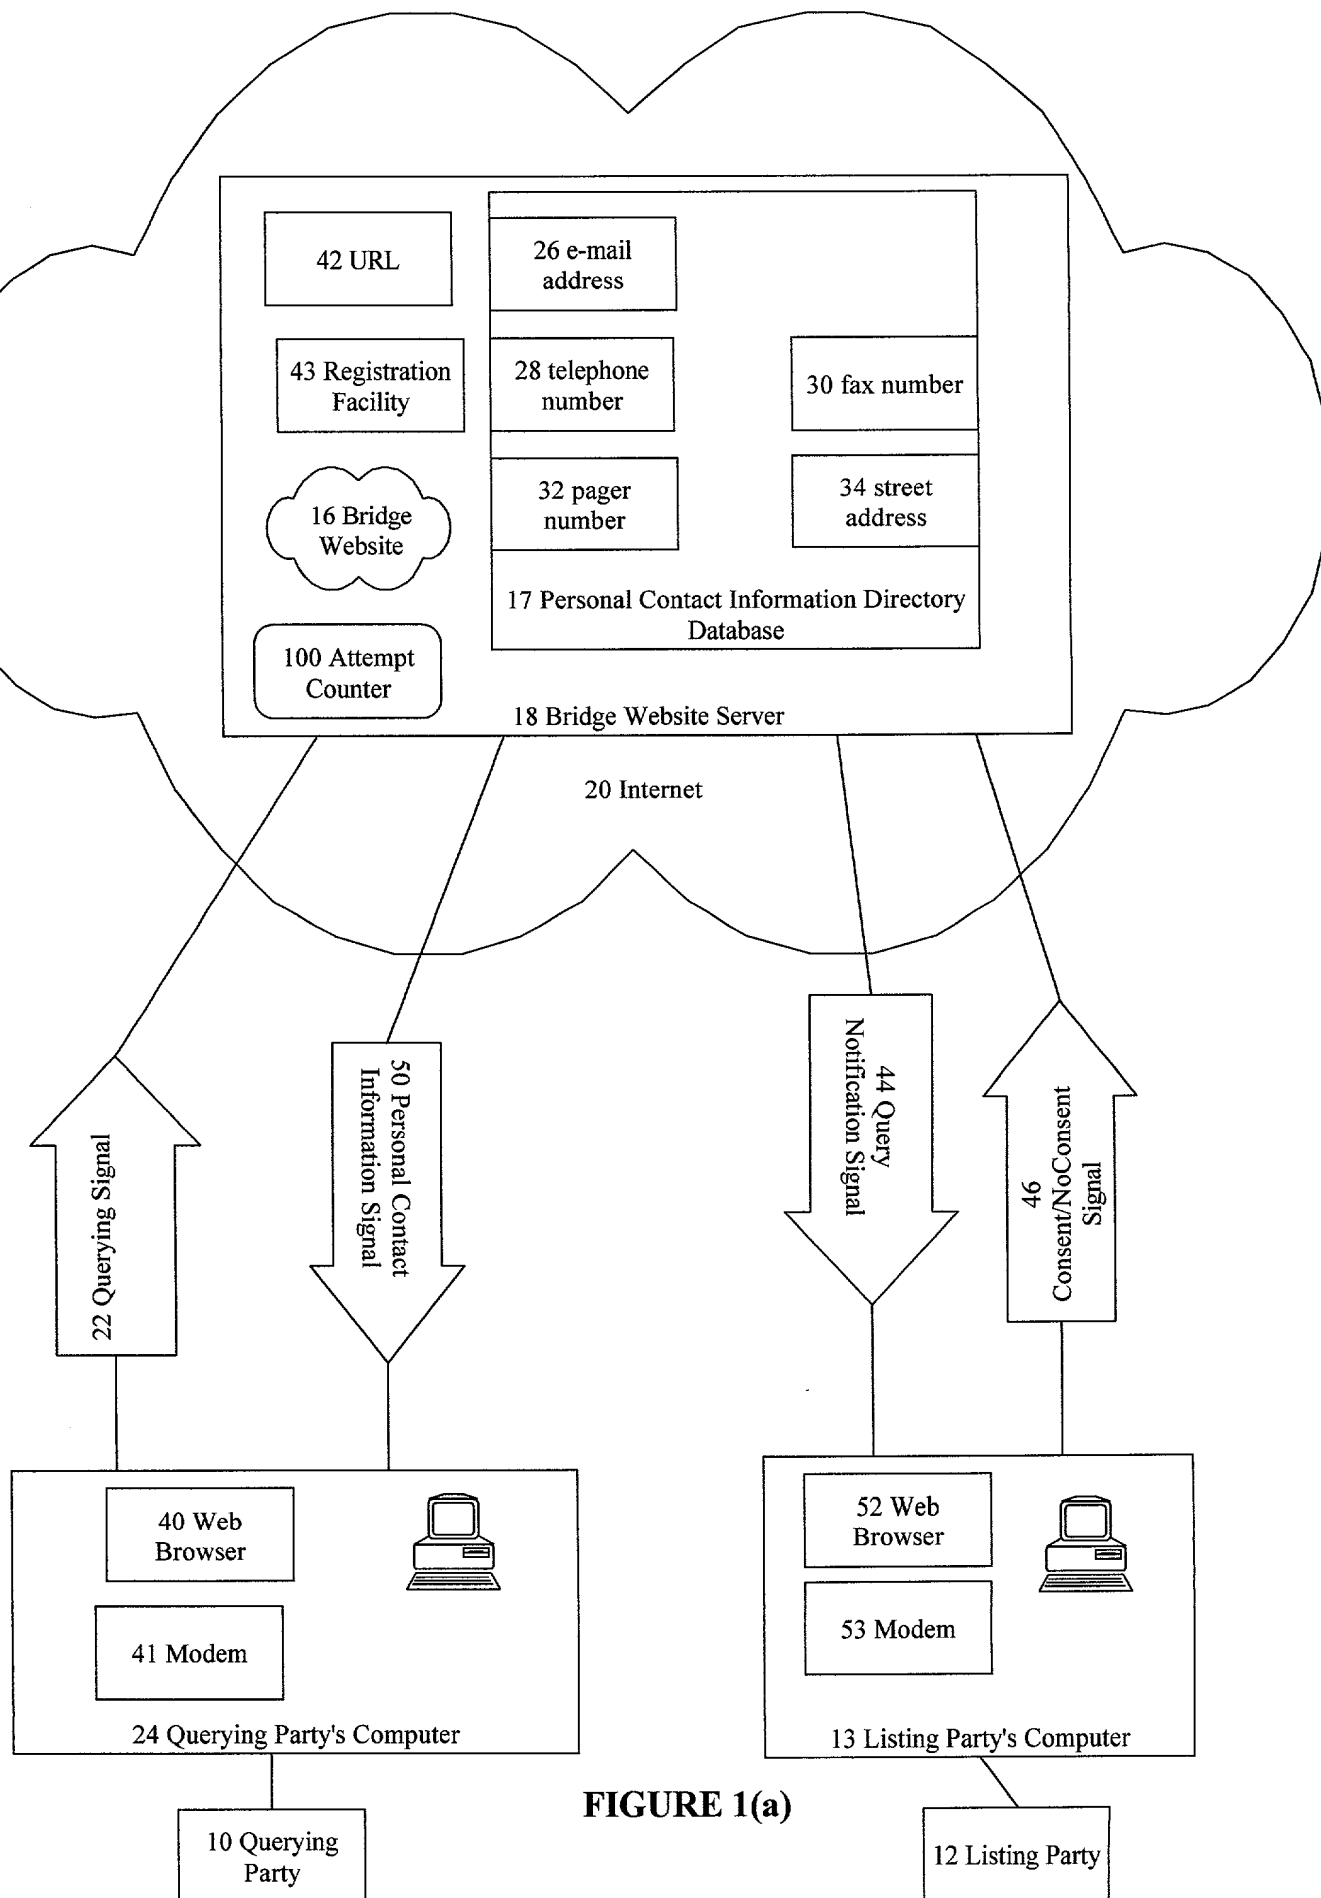 42 URL
26 e-mail
address
43 Registration
Facility
28 telephone
number
30 fax number
16 Bridge
Website
32 pager
number
34 street
address
17 Personal Contact Information Directory
Database
100 Attempt
Counter
18 Bridge Website Server
20 Internet
22 Querying Signal
50 Personal Contact
Information Signal
44 Query
Notification Signal
46
Consent/NoConsent
Signal
40 Web
Browser
41 Modem
24 Querying Party's Computer
52 Web
Browser
53 Modem
13 Listing Party's Computer
FIGURE 1(a)
10 Querying
Party
12 Listing Party